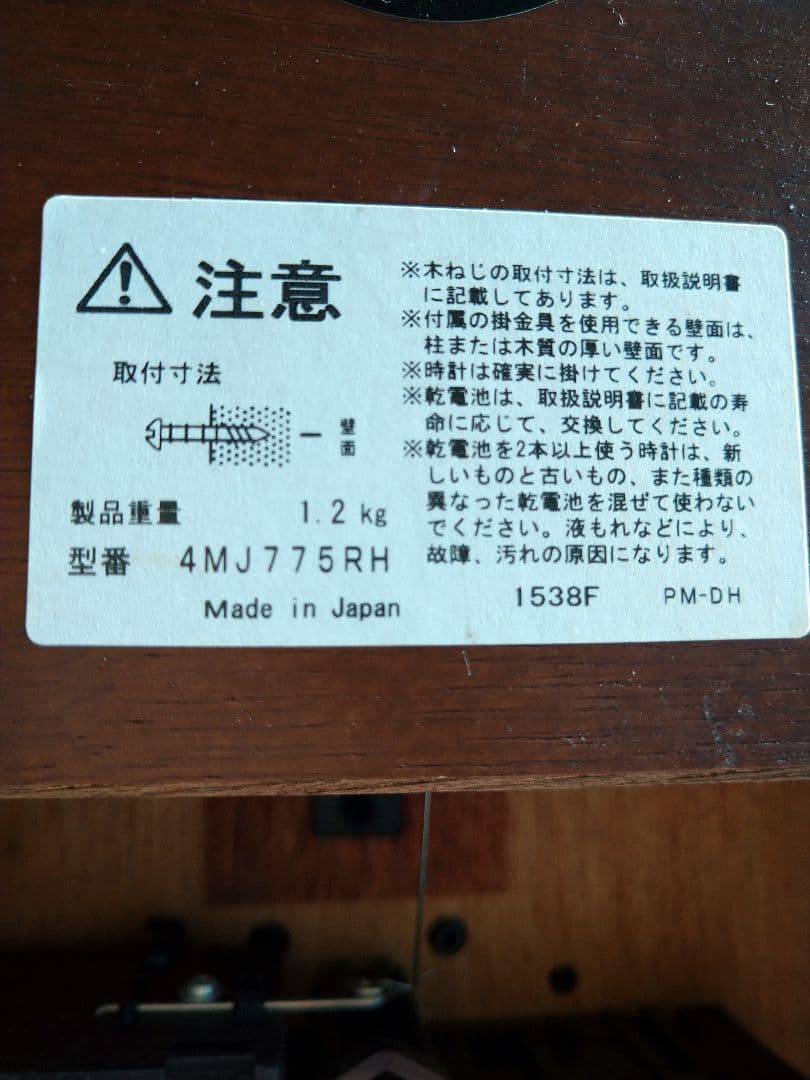 注意
取付寸法
壁面
製品重量 1.2 kg
型番 4MJ775RH
Made in Japan
※木ねじの取付寸法は、取扱説明書
に記載してあります。
※付属の掛金具を使用できる壁面は、
柱または木質の厚い壁面です。
※時計は確実に掛けてください。
※乾電池は、取扱説明書に記載の寿
命に応じて、交換してください。
※乾電池を2本以上使う時計は、新
しいものと古いもの、また種類の
異なった乾電池を混ぜて使わない
でください。液もれなどにより、
故障、汚れの原因になります。
1538F PM-DH